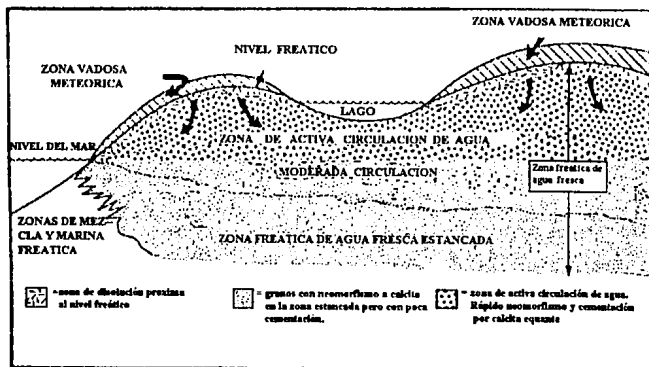 ZONA VADOSA
METEORICA
NIVEL FREATICO
ZONA VADOSA
METEORICA
LAGO
NIVEL DEL MAR
ZONA DE ACTIVA CIRCULACION DE AGUA
MODERADA CIRCULACION
Zona freatica de
agua fresca
ZONAS DE MEZ-
CLA Y MARINA
FREATICA
ZONA FREATICA DE AGUA FRESCA ESTANCADA
= zona de disolución proxima
al nivel freático
= granos con neomorfismo a calcita
en la zona estancada pero con poca
cementación.
= zona de activa circulación de agua.
Rápido neomorfismo y cementación
por calcita equante